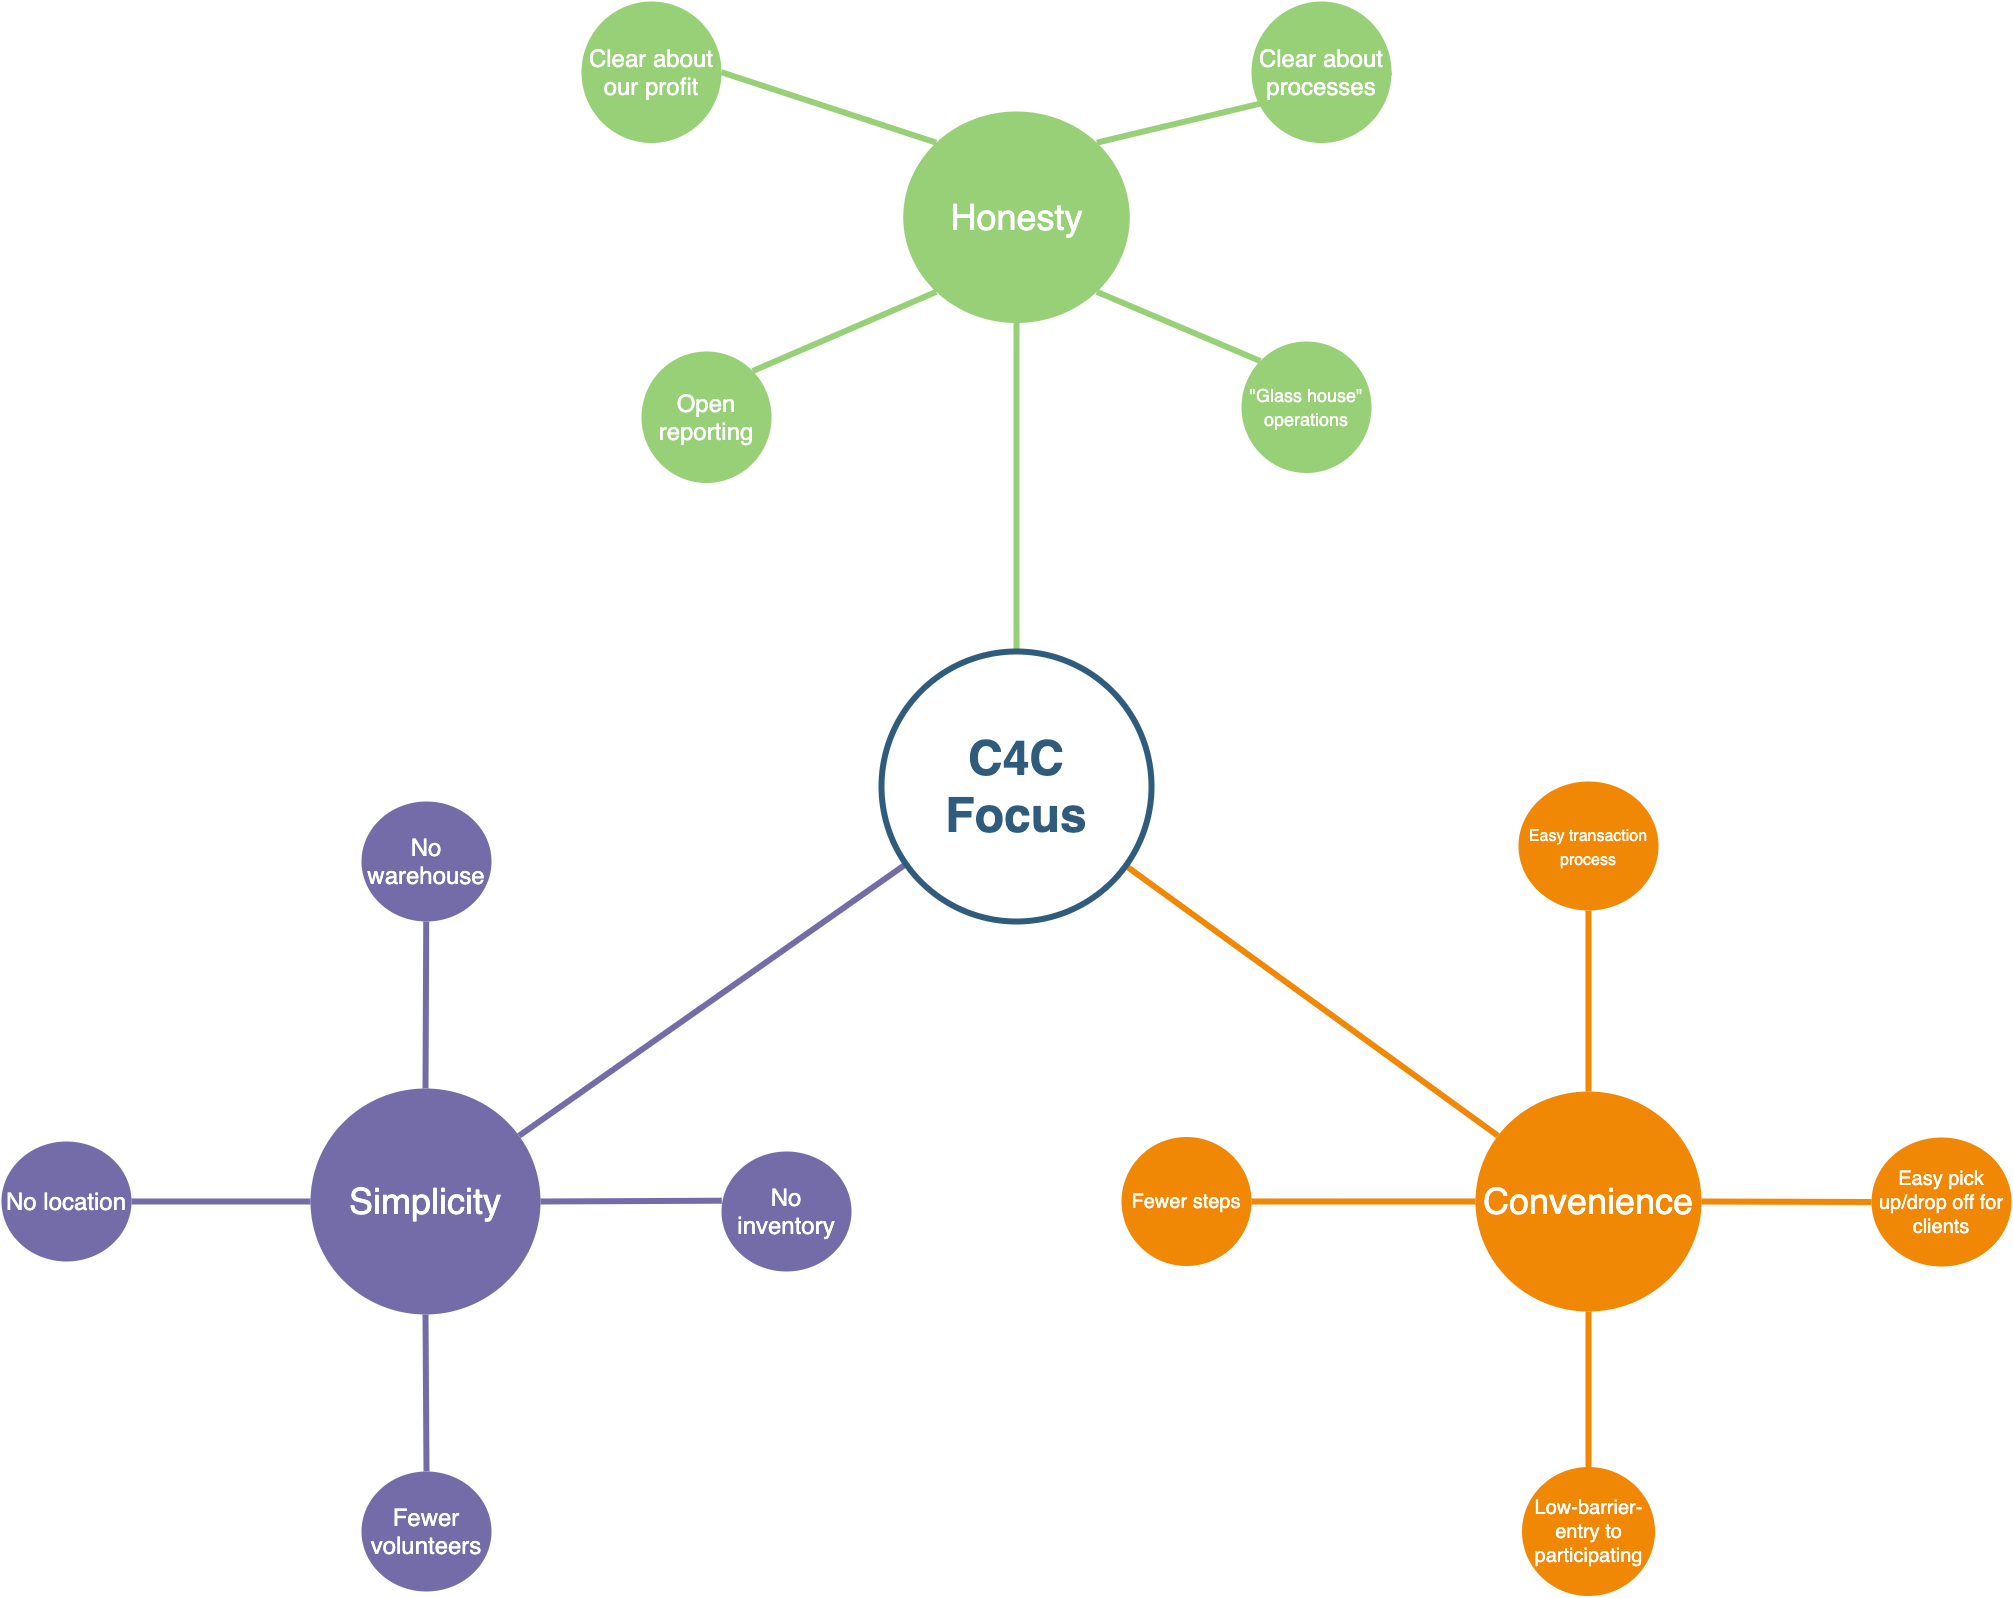 Clear about
our profit
Clear about
processes
Honesty
Open
reporting
"Glass house"
operations
C4C
Focus
No
warehouse
No location
Simplicity
No
inventory
Fewer
volunteers
Easy transaction
process
Fewer steps
Convenience
Easy pick
up/drop off for
clients
Low-barrier-
entry to
participating